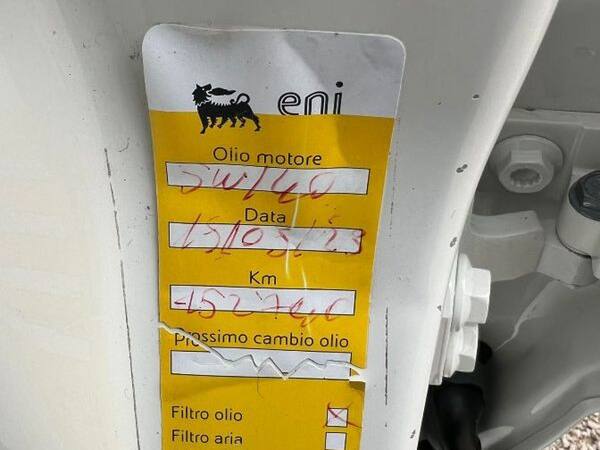 eni
Olio motore
5W/40
Data
15/05/23
Km
152740
Prossimo cambio olio
Filtro olio X
Filtro aria